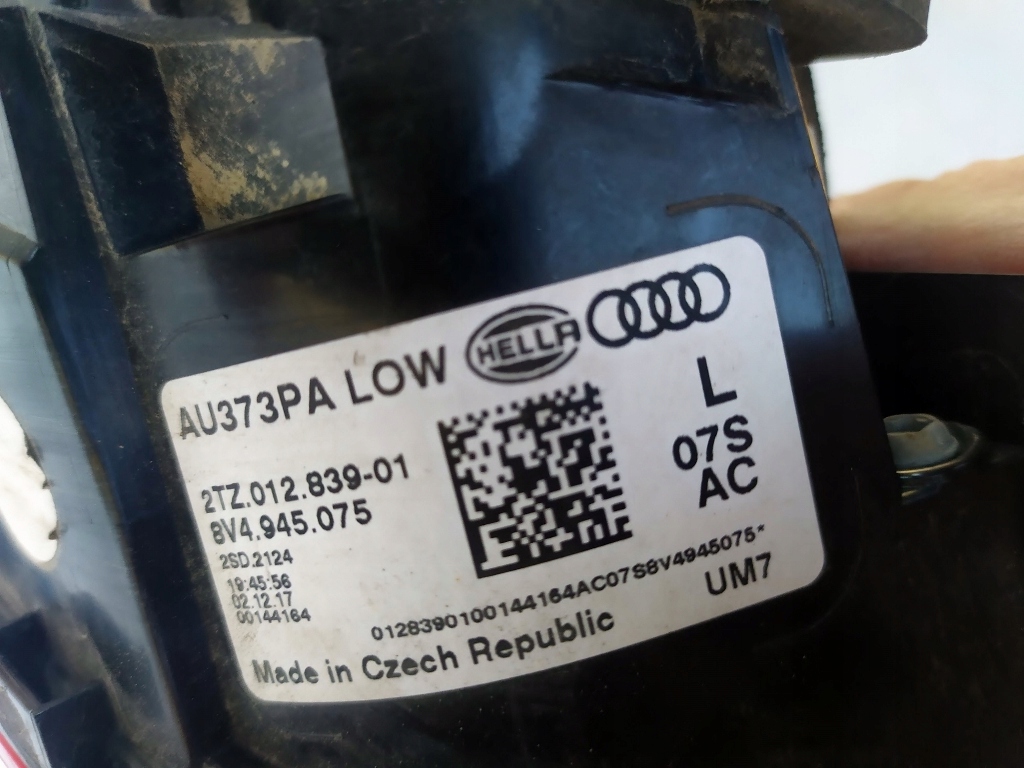 AU373PA LOW HELLA
L
2TZ.012.839-01
07S
8V4.945.075
AC
2SD.2124
19:45:56
02.12.17
00144164
0128390100144164AC07S8V4945075*
UM7
Made in Czech Republic